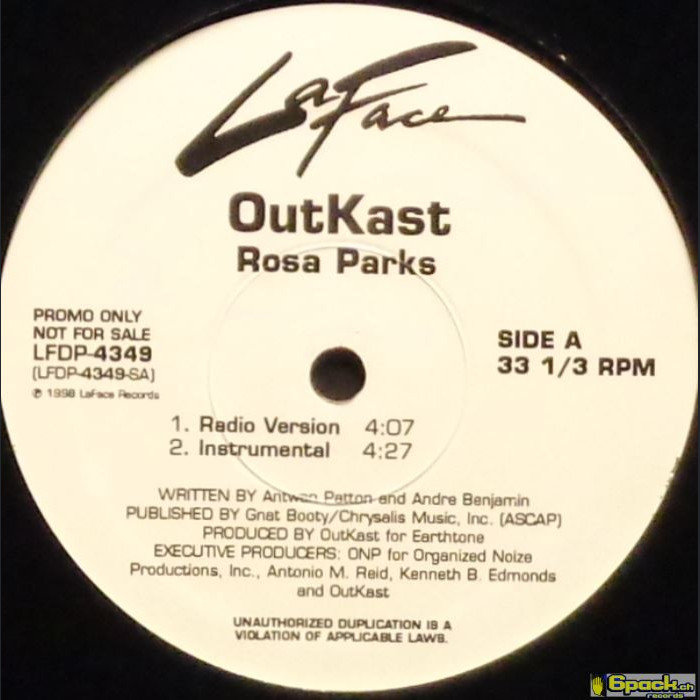 LaFace
OutKast
Rosa Parks
PROMO ONLY
NOT FOR SALE
LFDP-4349
(LFDP-4349-SA)
℗ 1998 LaFace Records
SIDE A
33 1/3 RPM
1. Radio Version 4:07
2. Instrumental 4:27
WRITTEN BY Antwan Patton and Andre Benjamin
PUBLISHED BY Gnat Booty/Chrysalis Music, Inc. (ASCAP)
PRODUCED BY OutKast for Earthtone
EXECUTIVE PRODUCERS: ONP for Organized Noize
Productions, Inc., Antonio M. Reid, Kenneth B. Edmonds
and OutKast
UNAUTHORIZED DUPLICATION IS A
VIOLATION OF APPLICABLE LAWS.
6pack.ch
records